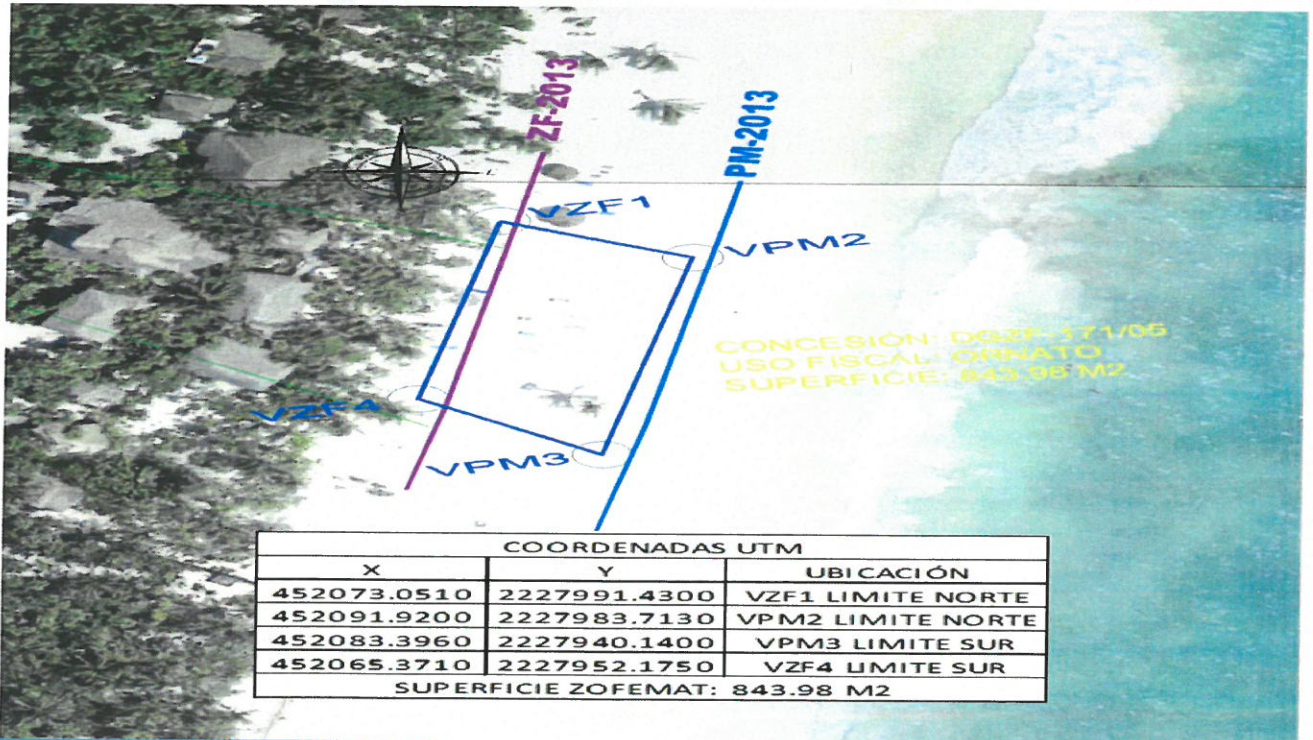 ZF-2013
PM-2013
VZF1
VPM2
CONCESIÓN: DGZF-171/05
USO FISCAL: ORNATO
SUPERFICIE: 843.98 M2
VZF4
VPM3
COORDENADAS UTM
X Y UBICACIÓN
452073.0510 2227991.4300 VZF1 LIMITE NORTE
452091.9200 2227983.7130 VPM2 LIMITE NORTE
452083.3960 2227940.1400 VPM3 LIMITE SUR
452065.3710 2227952.1750 VZF4 LIMITE SUR
SUPERFICIE ZOFEMAT: 843.98 M2